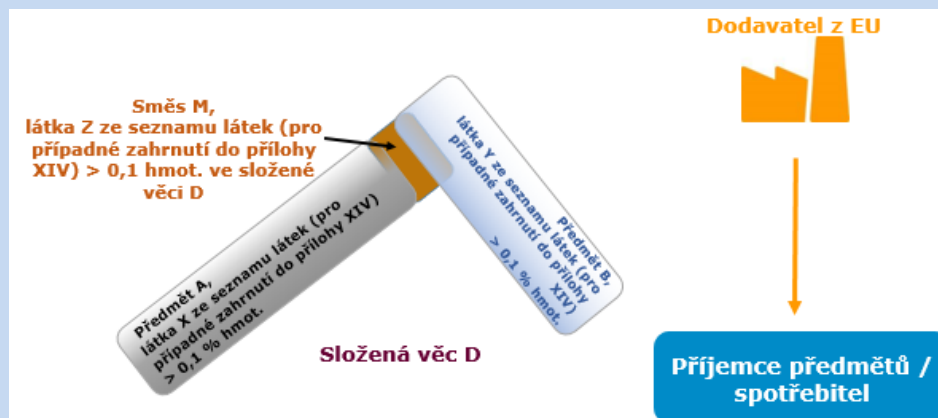 Směs M,
látka Z ze seznamu látek (pro
případné zahrnutí do přílohy
XIV) > 0,1 hmot. ve složené
věci D
Předmět A,
látka X ze seznamu látek (pro
případné zahrnutí do přílohy XIV)
> 0,1 % hmot.
Předmět B,
látka Y ze seznamu látek (pro
případné zahrnutí do přílohy
XIV)
> 0,1 % hmot.
Složená věc D
Dodavatel z EU
Příjemce předmětů /
spotřebitel